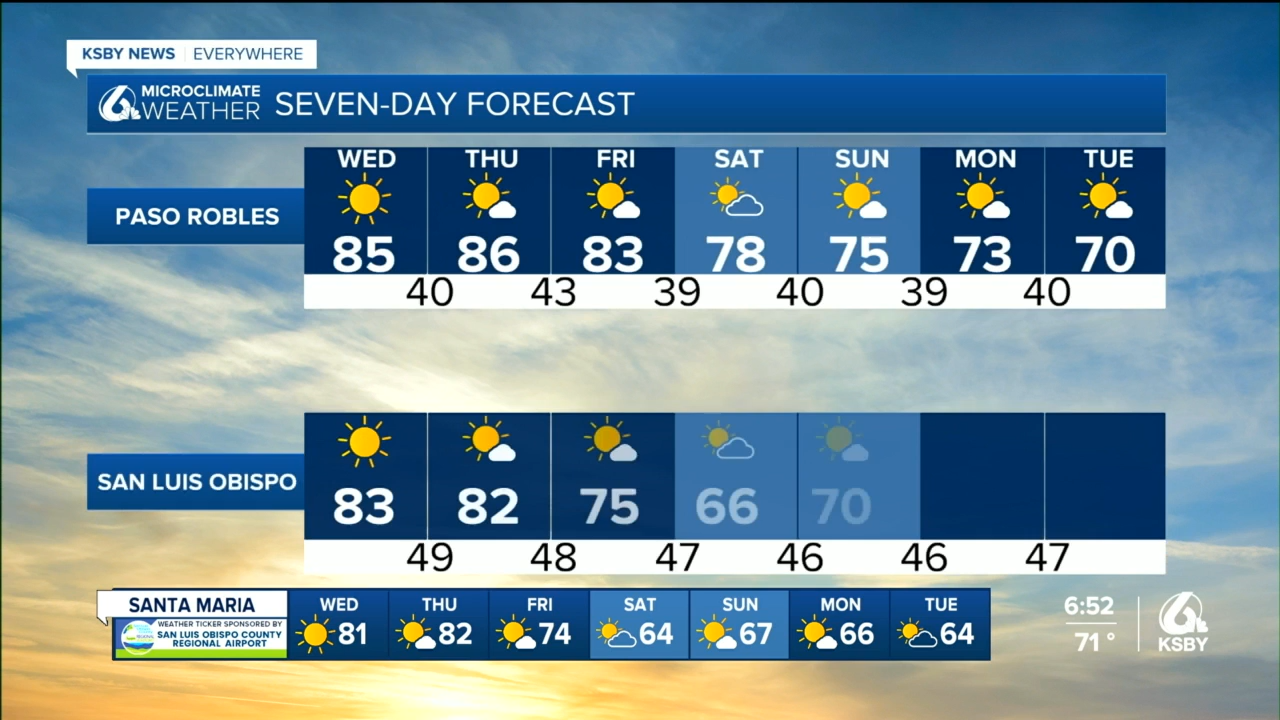 KSBY NEWS EVERYWHERE
6 MICROCLIMATE WEATHER SEVEN-DAY FORECAST
WED THU FRI SAT SUN MON TUE
PASO ROBLES
85 86 83 78 75 73 70
40 43 39 40 39 40
SAN LUIS OBISPO
83 82 75 66 70
49 48 47 46 46 47
SANTA MARIA
WEATHER TICKER SPONSORED BY
SAN LUIS OBISPO COUNTY
REGIONAL AIRPORT
WED THU FRI SAT SUN MON TUE
81 82 74 64 67 66 64
6:52
71°
6
KSBY